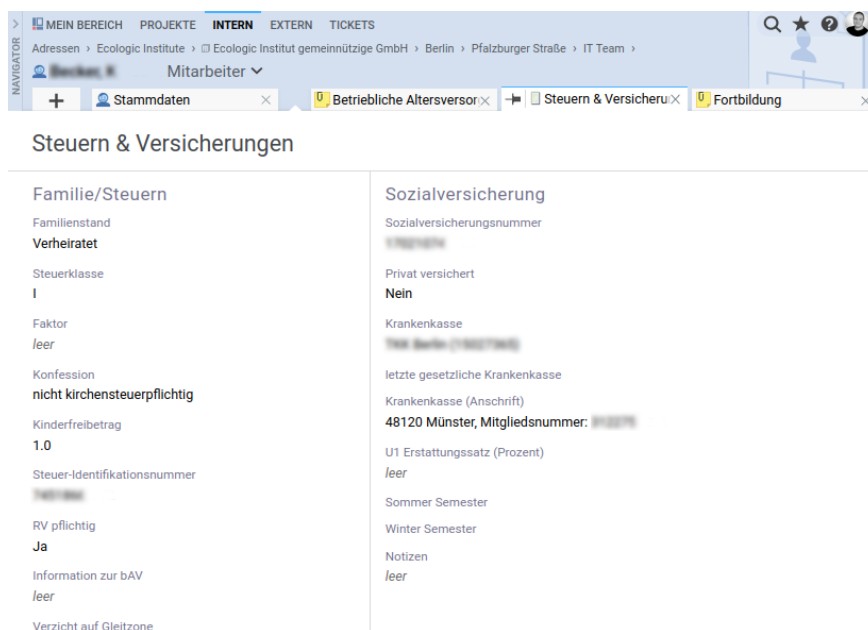 NAVIGATOR
MEIN BEREICH PROJEKTE INTERN EXTERN TICKETS
Adressen › Ecologic Institute › Ecologic Institut gemeinnützige GmbH › Berlin › Pfalzburger Straße › IT Team ›
Mitarbeiter
+ Stammdaten × Betriebliche Altersversor × Steuern & Versicheru × Fortbildung ×
Steuern & Versicherungen
Familie/Steuern
Familienstand
Verheiratet
Steuerklasse
I
Faktor
leer
Konfession
nicht kirchensteuerpflichtig
Kinderfreibetrag
1.0
Steuer-Identifikationsnummer
RV pflichtig
Ja
Information zur bAV
leer
Verzicht auf Gleitzone
Sozialversicherung
Sozialversicherungsnummer
Privat versichert
Nein
Krankenkasse
letzte gesetzliche Krankenkasse
Krankenkasse (Anschrift)
48120 Münster, Mitgliedsnummer:
U1 Erstattungssatz (Prozent)
leer
Sommer Semester
Winter Semester
Notizen
leer